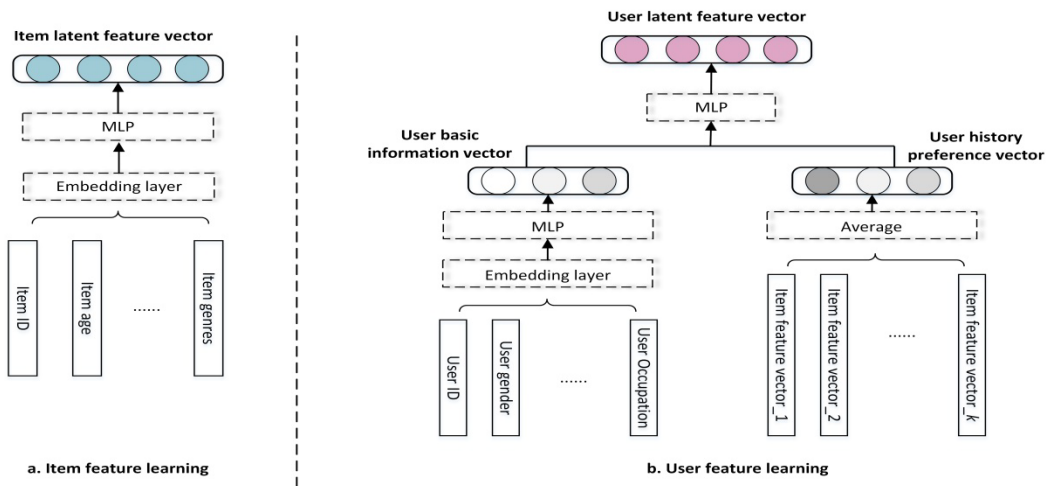 Item latent feature vector
MLP
Embedding layer
Item ID
Item age
......
Item genres
a. Item feature learning
User latent feature vector
MLP
User basic
information vector
User history
preference vector
MLP
Embedding layer
User ID
User gender
......
User Occupation
Average
Item feature vector_1
Item feature vector_2
......
Item feature vector_k
b. User feature learning